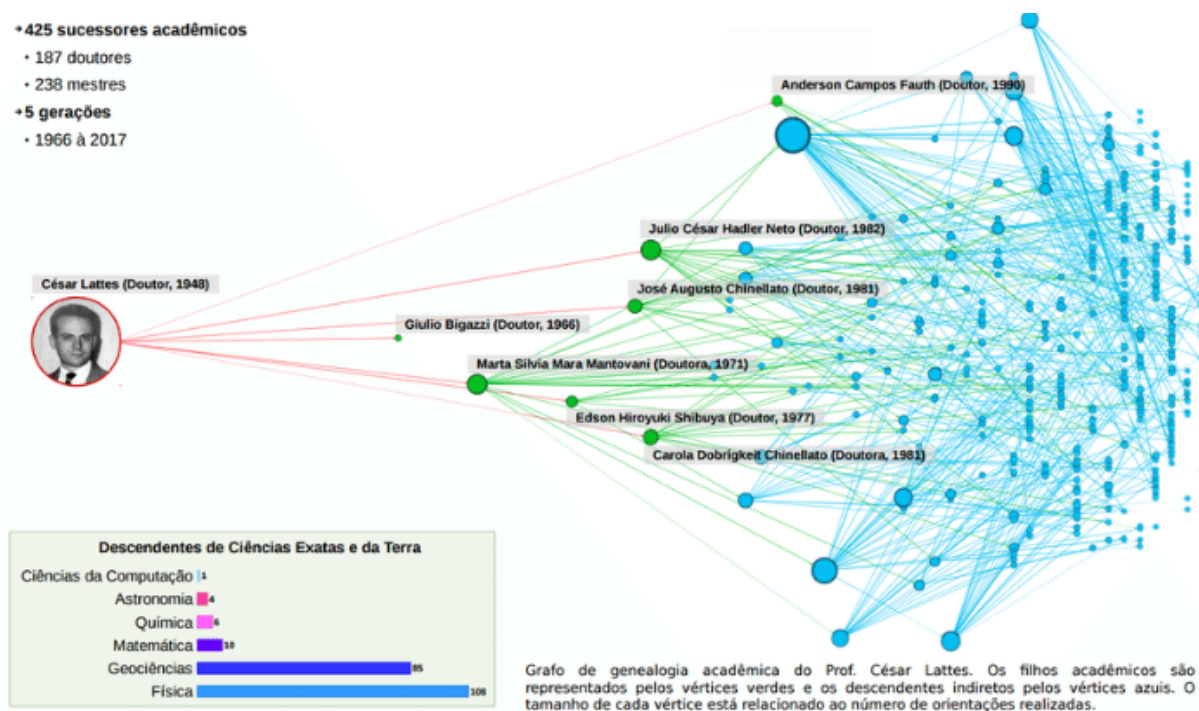 →425 sucessores acadêmicos
• 187 doutores
• 238 mestres
→5 gerações
• 1966 à 2017
Anderson Campos Fauth (Doutor, 1990)
Julio César Hadler Neto (Doutor, 1982)
César Lattes (Doutor, 1948)
José Augusto Chinellato (Doutor, 1981)
Giulio Bigazzi (Doutor, 1966)
Marta Silvia Mara Mantovani (Doutora, 1971)
Edson Hiroyuki Shibuya (Doutor, 1977)
Carola Dobrigkeit Chinellato (Doutora, 1981)
Descendentes de Ciências Exatas e da Terra
Ciências da Computação 1
Astronomia 4
Química 6
Matemática 10
Geociências 85
Física 108
Grafo de genealogia acadêmica do Prof. César Lattes. Os filhos acadêmicos são
representados pelos vértices verdes e os descendentes indiretos pelos vértices azuis. O
tamanho de cada vértice está relacionado ao número de orientações realizadas.